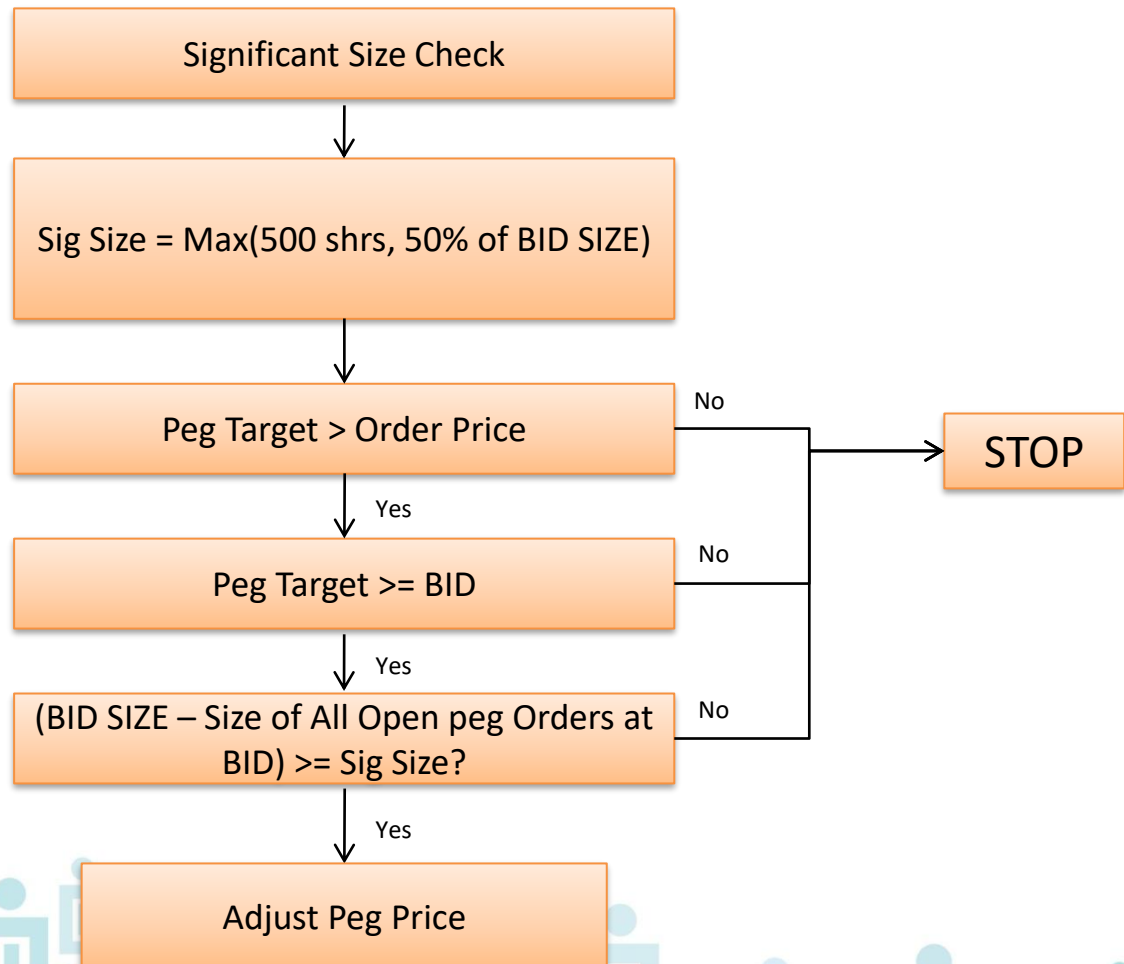 Significant Size Check
Sig Size = Max(500 shrs, 50% of BID SIZE)
Peg Target > Order Price
No
STOP
Yes
Peg Target >= BID
No
Yes
(BID SIZE – Size of All Open peg Orders at
BID) >= Sig Size?
No
Yes
Adjust Peg Price